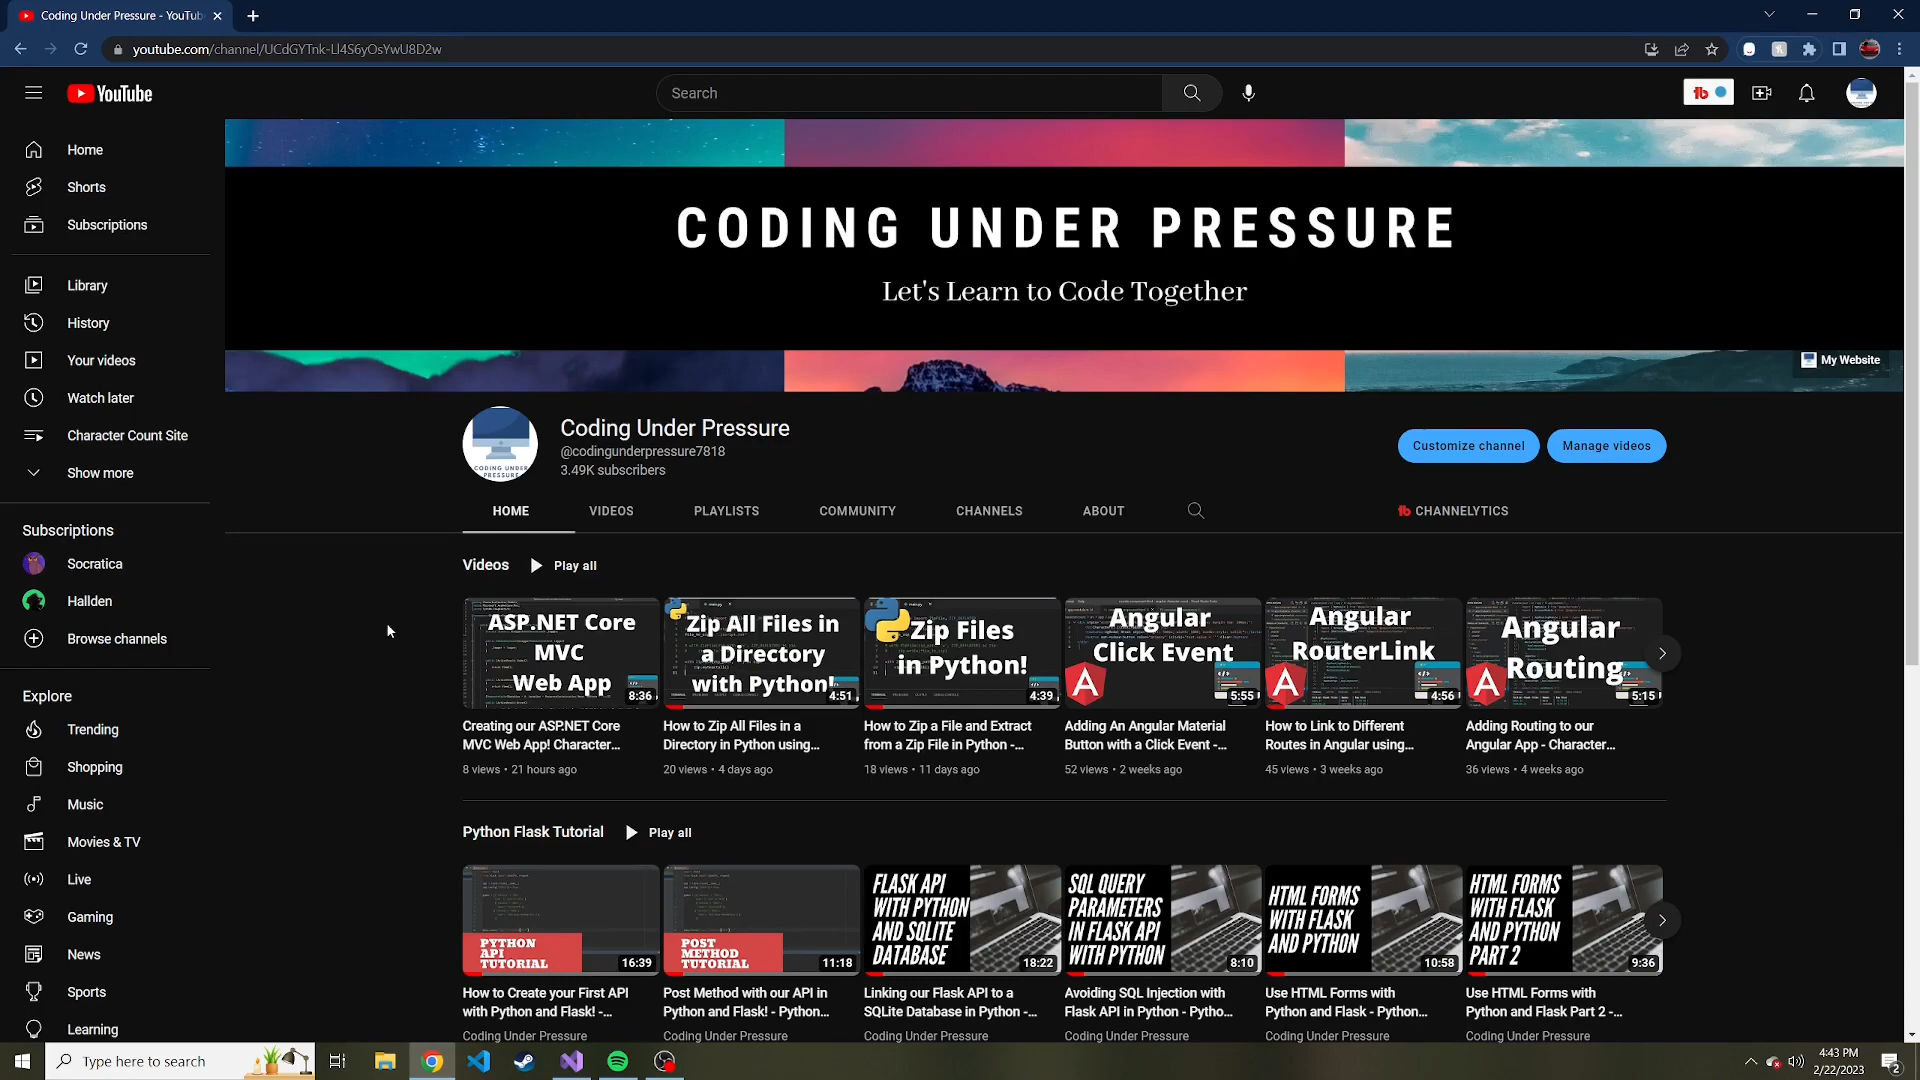 Coding Under Pressure - YouTub
youtube.com/channel/UCdGYTnk-Ll4S6yOsYwU8D2w
YouTube
Search
Home
Shorts
Subscriptions
Library
History
Your videos
Watch later
Character Count Site
Show more
Subscriptions
Socratica
Hallden
Browse channels
Explore
Trending
Shopping
Music
Movies & TV
Live
Gaming
News
Sports
Learning
CODING UNDER PRESSURE
Let's Learn to Code Together
My Website
CODING UNDER
PRESSURE
Coding Under Pressure
@codingunderpressure7818
3.49K subscribers
Customize channel
Manage videos
HOME
VIDEOS
PLAYLISTS
COMMUNITY
CHANNELS
ABOUT
CHANNELYTICS
Videos
Play all
ASP.NET Core
MVC
Web App
8:36
Creating our ASP.NET Core
MVC Web App! Character...
8 views • 21 hours ago
Zip All Files in
a Directory
with Python!
4:51
How to Zip All Files in a
Directory in Python using...
20 views • 4 days ago
Zip Files
in Python!
4:39
How to Zip a File and Extract
from a Zip File in Python -...
18 views • 11 days ago
Angular
Click Event
5:55
Adding An Angular Material
Button with a Click Event -...
52 views • 2 weeks ago
Angular
RouterLink
4:56
How to Link to Different
Routes in Angular using...
45 views • 3 weeks ago
Angular
Routing
5:15
Adding Routing to our
Angular App - Character...
36 views • 4 weeks ago
Python Flask Tutorial
Play all
PYTHON
API
TUTORIAL
16:39
How to Create your First API
with Python and Flask! -...
Coding Under Pressure
POST
METHOD
TUTORIAL
11:18
Post Method with our API in
Python and Flask! - Python...
Coding Under Pressure
FLASK API
WITH PYTHON
AND SQLITE
DATABASE
18:22
Linking our Flask API to a
SQLite Database in Python -...
Coding Under Pressure
SQL QUERY
PARAMETERS
IN FLASK API
WITH PYTHON
8:10
Avoiding SQL Injection with
Flask API in Python - Pytho...
Coding Under Pressure
HTML FORMS
WITH FLASK
AND PYTHON
10:58
Use HTML Forms with
Python and Flask - Python...
Coding Under Pressure
HTML FORMS
WITH FLASK
AND PYTHON
PART 2
9:36
Use HTML Forms with
Python and Flask Part 2 -...
Coding Under Pressure
Type here to search
4:43 PM
2/22/2023
2